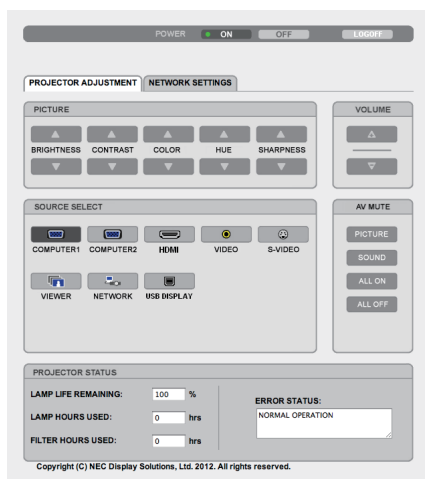 POWER ON OFF LOGOFF
PROJECTOR ADJUSTMENT NETWORK SETTINGS
PICTURE VOLUME
BRIGHTNESS CONTRAST COLOR HUE SHARPNESS
SOURCE SELECT AV MUTE
COMPUTER1 COMPUTER2 HDMI VIDEO S-VIDEO
VIEWER NETWORK USB DISPLAY
PICTURE
SOUND
ALL ON
ALL OFF
PROJECTOR STATUS
LAMP LIFE REMAINING: 100 %
LAMP HOURS USED: 0 hrs
FILTER HOURS USED: 0 hrs
ERROR STATUS:
NORMAL OPERATION
Copyright (C) NEC Display Solutions, Ltd. 2012. All rights reserved.